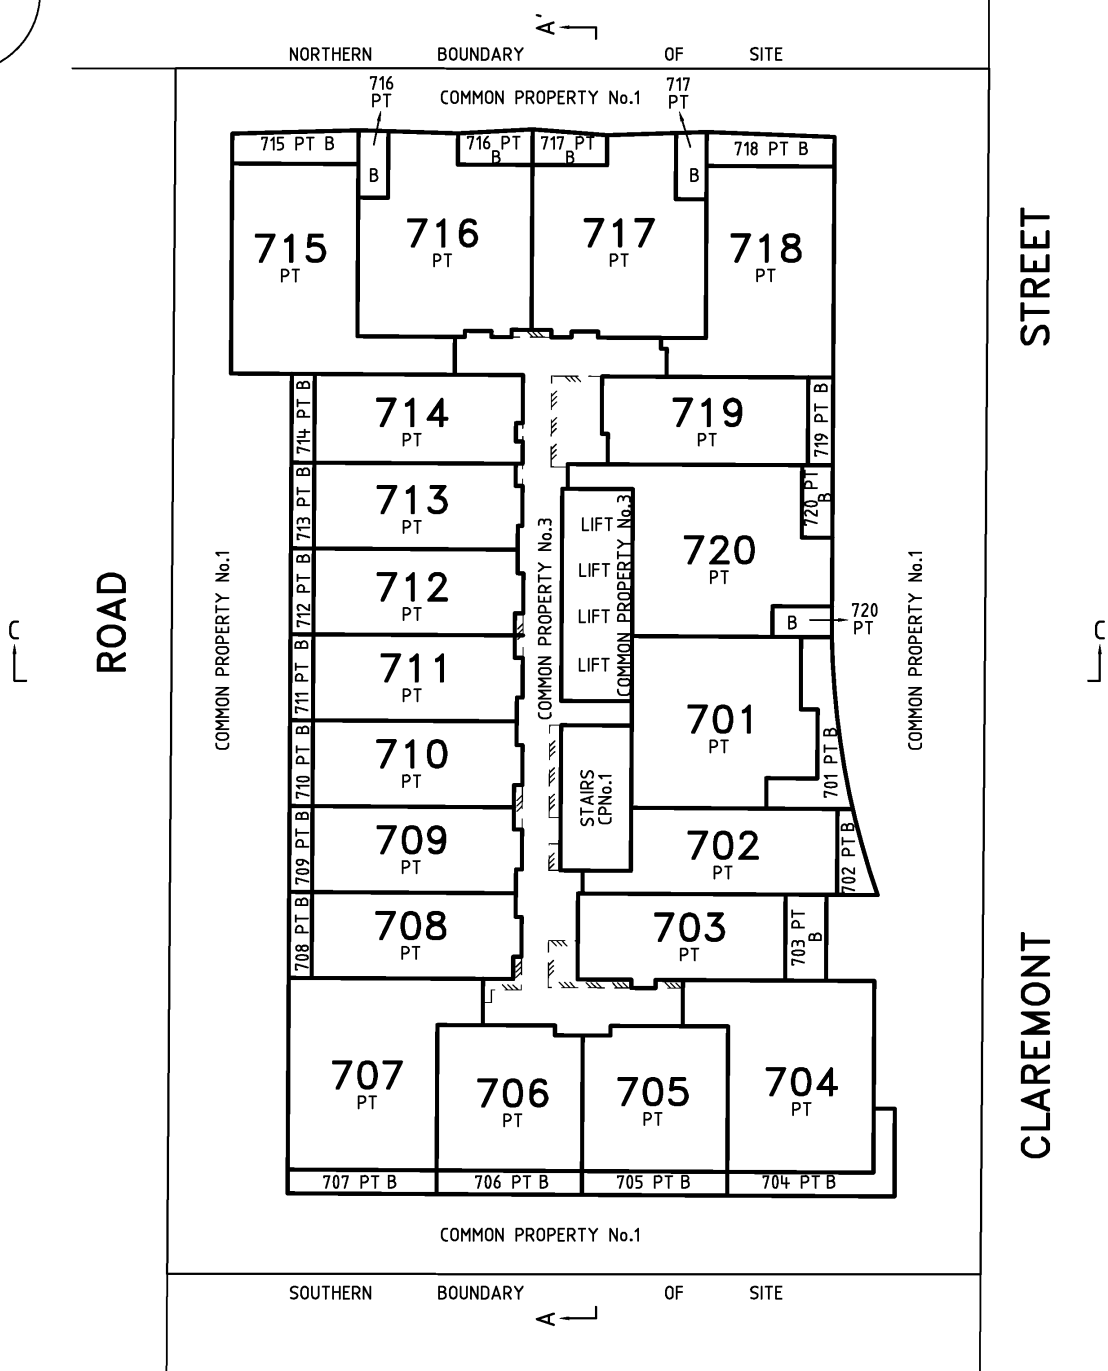 A'
NORTHERN BOUNDARY OF SITE
716
PT
COMMON PROPERTY No.1
717
PT
715 PT B
B
716 PT
B
717 PT
B
B
718 PT B
715
PT
716
PT
717
PT
718
PT
STREET
714 PT B
714
PT
719
PT
719 PT B
713 PT B
713
PT
720 PT
B
LIFT
LIFT
LIFT
LIFT
COMMON PROPERTY No.3
COMMON PROPERTY No.3
720
PT
712 PT B
712
PT
B
720
PT
COMMON PROPERTY No.1
COMMON PROPERTY No.1
ROAD
C
C
711 PT B
711
PT
701
PT
701 PT B
710 PT B
710
PT
STAIRS
CPNo.1
709 PT B
709
PT
702
PT
702 PT B
708 PT B
708
PT
703
PT
703 PT
B
CLAREMONT
707
PT
706
PT
705
PT
704
PT
707 PT B
706 PT B
705 PT B
704 PT B
COMMON PROPERTY No.1
SOUTHERN BOUNDARY OF SITE
A